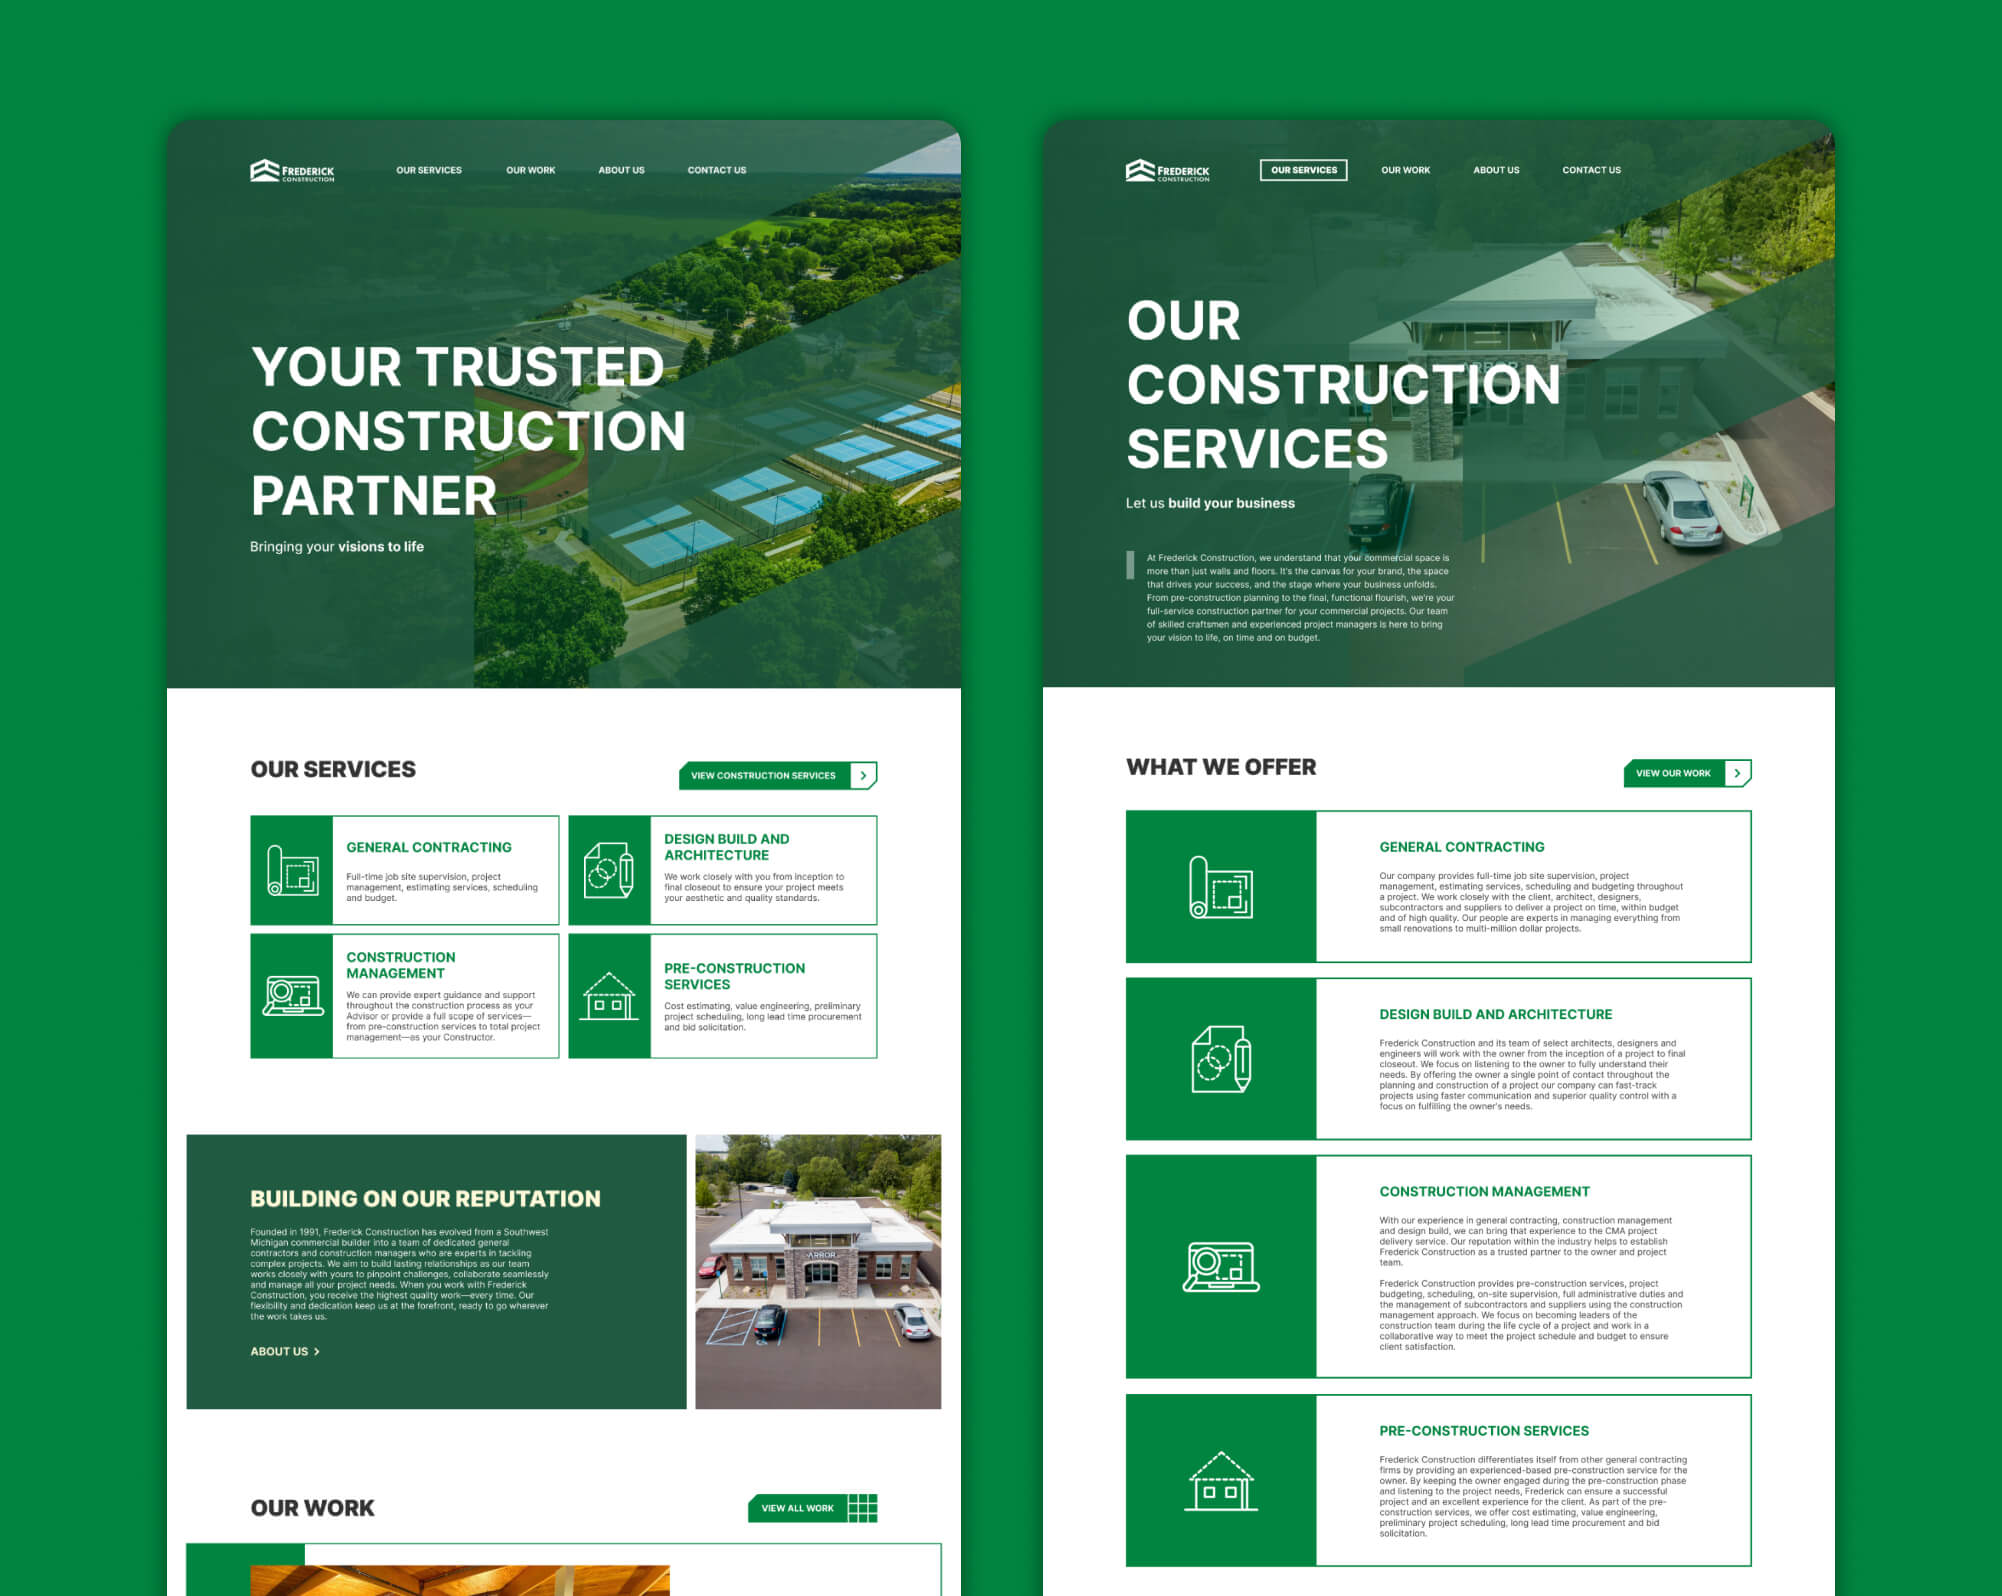 FREDERICK
CONSTRUCTION
OUR SERVICES
OUR WORK
ABOUT US
CONTACT US
YOUR TRUSTED
CONSTRUCTION
PARTNER
Bringing your visions to life
OUR SERVICES
VIEW CONSTRUCTION SERVICES
GENERAL CONTRACTING
Full-time job site supervision, project
management, estimating services, scheduling
and budget.
DESIGN BUILD AND
ARCHITECTURE
We work closely with you from inception to
final closeout to ensure your project meets
your aesthetic and quality standards.
CONSTRUCTION
MANAGEMENT
We can provide expert guidance and support
throughout the construction process as your
Advisor or provide a full scope of services—
from pre-construction services to total project
management—as your Constructor.
PRE-CONSTRUCTION
SERVICES
Cost estimating, value engineering, preliminary
project scheduling, long lead time procurement
and bid solicitation.
BUILDING ON OUR REPUTATION
Founded in 1991, Frederick Construction has evolved from a Southwest
Michigan commercial builder into a team of dedicated general
contractors and construction managers who are experts in tackling
complex projects. We aim to build lasting relationships as our team
works closely with yours to pinpoint challenges, collaborate seamlessly
and manage all your project needs. When you work with Frederick
Construction, you receive the highest quality work—every time. Our
flexibility and dedication keep us at the forefront, ready to go wherever
the work takes us.
ABOUT US
ARBOR
OUR WORK
VIEW ALL WORK
FREDERICK
CONSTRUCTION
OUR SERVICES
OUR WORK
ABOUT US
CONTACT US
ARBOR
OUR
CONSTRUCTION
SERVICES
Let us build your business
At Frederick Construction, we understand that your commercial space is
more than just walls and floors. It's the canvas for your brand, the space
that drives your success, and the stage where your business unfolds.
From pre-construction planning to the final, functional flourish, we're your
full-service construction partner for your commercial projects. Our team
of skilled craftsmen and experienced project managers is here to bring
your vision to life, on time and on budget.
WHAT WE OFFER
VIEW OUR WORK
GENERAL CONTRACTING
Our company provides full-time job site supervision, project
management, estimating services, scheduling and budgeting throughout
a project. We work closely with the client, architect, designers,
subcontractors and suppliers to deliver a project on time, within budget
and of high quality. Our people are experts in managing everything from
small renovations to multi-million dollar projects.
DESIGN BUILD AND ARCHITECTURE
Frederick Construction and its team of select architects, designers and
engineers will work with the owner from the inception of a project to final
closeout. We focus on listening to the owner to fully understand their
needs. By offering the owner a single point of contact throughout the
planning and construction of a project our company can fast-track
projects using faster communication and superior quality control with a
focus on fulfilling the owner's needs.
CONSTRUCTION MANAGEMENT
With our experience in general contracting, construction management
and design build, we can bring that experience to the CMA project
delivery service. Our reputation within the industry helps to establish
Frederick Construction as a trusted partner to the owner and project
team.
Frederick Construction provides pre-construction services, project
budgeting, scheduling, on-site supervision, full administrative duties and
the management of subcontractors and suppliers using the construction
management approach. We focus on becoming leaders of the
construction team during the life cycle of a project and work in a
collaborative way to meet the project schedule and budget to ensure
client satisfaction.
PRE-CONSTRUCTION SERVICES
Frederick Construction differentiates itself from other general contracting
firms by providing an experienced-based pre-construction service for the
owner. By keeping the owner engaged during the pre-construction phase
and listening to the project needs, Frederick can ensure a successful
project and an excellent experience for the client. As part of the pre-
construction services, we offer cost estimating, value engineering,
preliminary project scheduling, long lead time procurement and bid
solicitation.